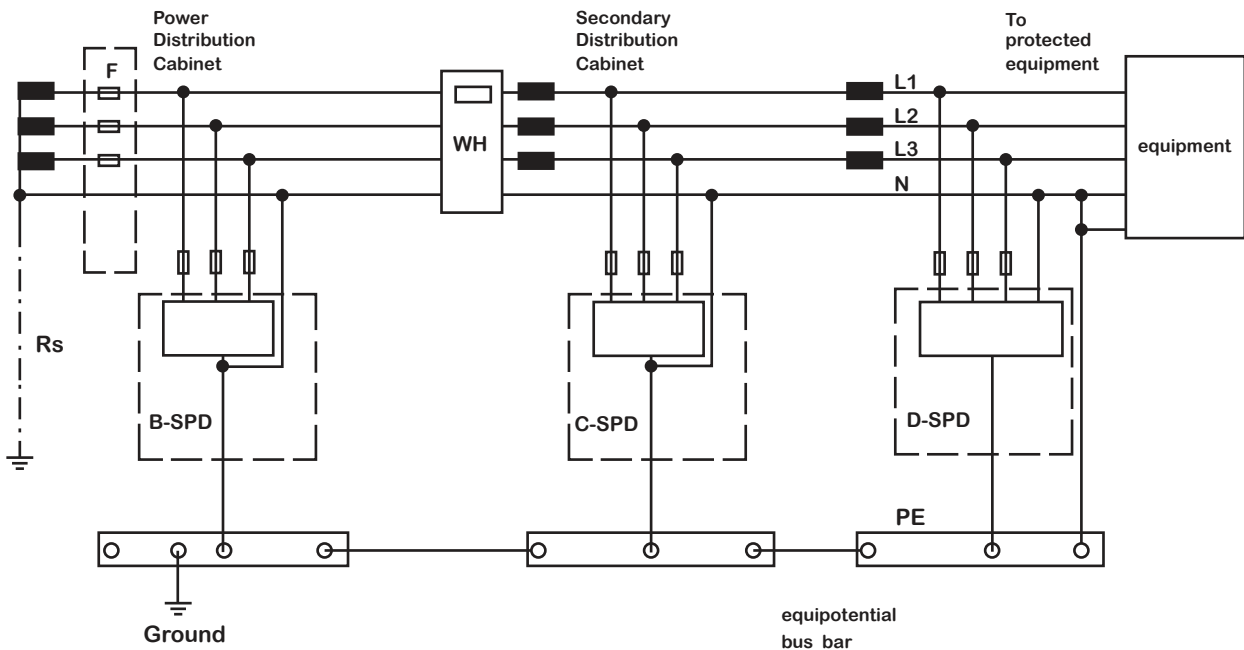 Power
Distribution
Cabinet
Secondary
Distribution
Cabinet
To
protected
equipment
F
L1
L2
WH
L3
equipment
N
Rs
B-SPD
C-SPD
D-SPD
PE
Ground
equipotential
bus bar